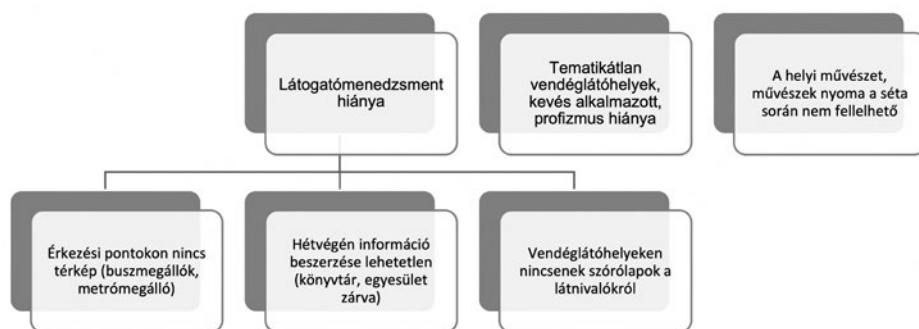 Látogatómenedzsment
hiánya
Tematikátlan
vendéglátóhelyek,
kevés alkalmazott,
profizmus hiánya
A helyi művészet,
művészek nyoma a séta
során nem fellelhető
Érkezési pontokon nincs
térkép (buszmegállók,
metrómegálló)
Hétvégén információ
beszerzése lehetetlen
(könyvtár, egyesület
zárva)
Vendéglátóhelyeken
nincsenek szórólapok a
látnivalókról